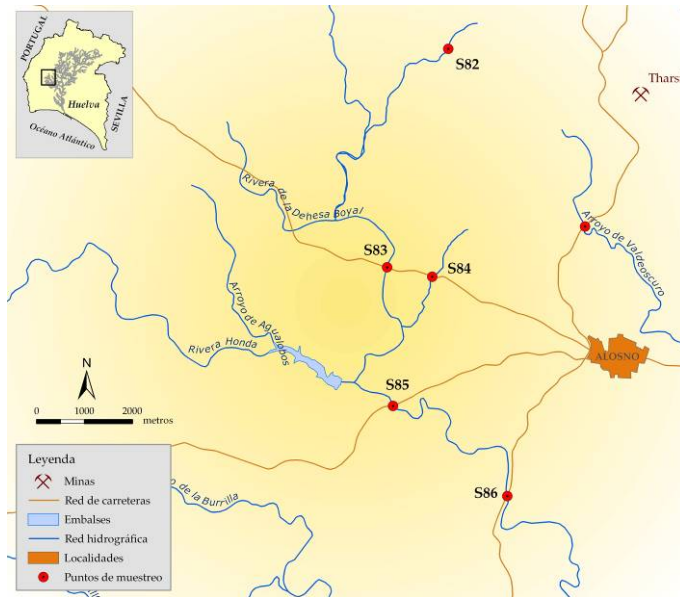 PORTUGAL
SEVILLA
Huelva
Océano Atlántico
S82
Thars
Rivera de la Dehesa Boyal
Arroyo de Valdeoscuro
S83
S84
Arroyo de Agualobos
Rivera Honda
ALOSNO
N
S85
0 1000 2000
metros
S86
o de la Burrilla
Leyenda
Minas
Red de carreteras
Embalses
Red hidrográfica
Localidades
Puntos de muestreo